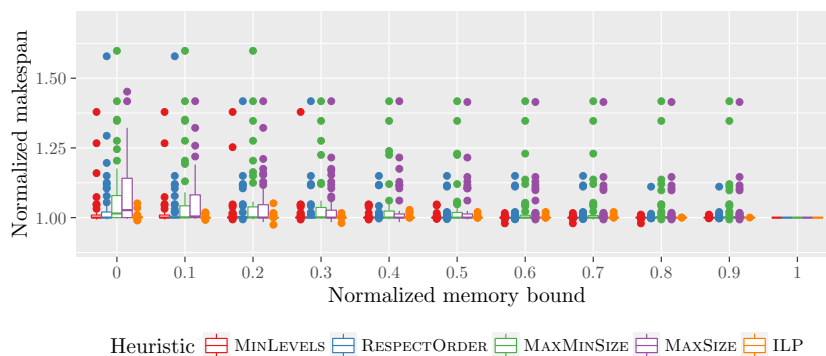 Normalized makespan
1.50
1.25
1.00
0 0.1 0.2 0.3 0.4 0.5 0.6 0.7 0.8 0.9 1
Normalized memory bound
Heuristic MINLEVELS RESPECTORDER MAXMINSIZE MAXSIZE ILP